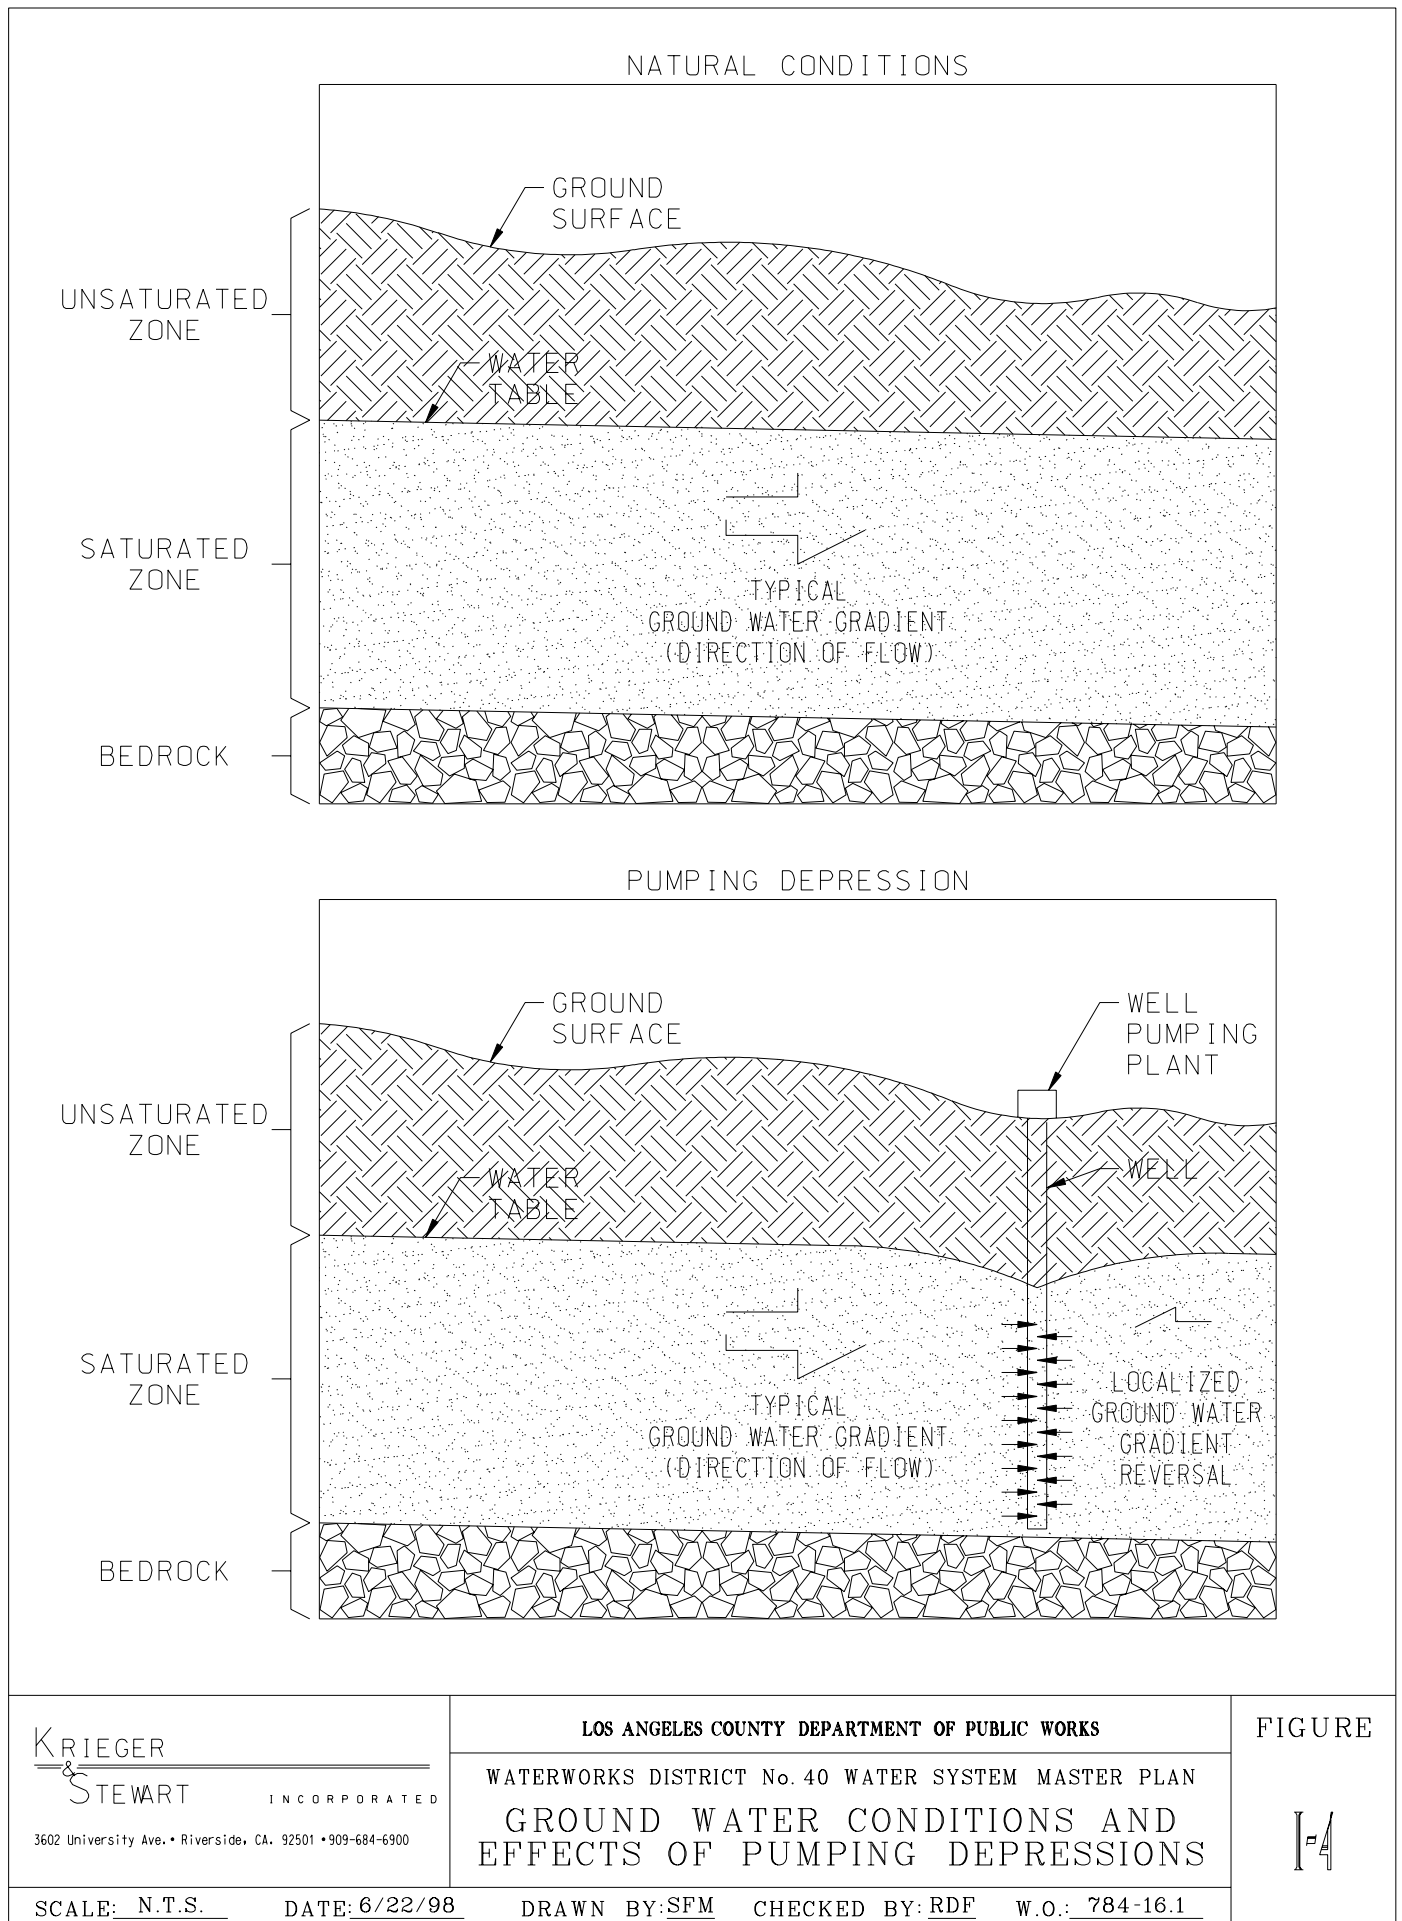 NATURAL CONDITIONS
GROUND
SURFACE
UNSATURATED
ZONE
WATER
TABLE
SATURATED
ZONE
TYPICAL
GROUND WATER GRADIENT
(DIRECTION OF FLOW)
BEDROCK
PUMPING DEPRESSION
GROUND
SURFACE
WELL
PUMPING
PLANT
UNSATURATED
ZONE
WATER
TABLE
WELL
SATURATED
ZONE
TYPICAL
GROUND WATER GRADIENT
(DIRECTION OF FLOW)
LOCALIZED
GROUND WATER
GRADIENT
REVERSAL
BEDROCK
KRIEGER
&
STEWART INCORPORATED
3602 University Ave. • Riverside, CA. 92501 • 909-684-6900
LOS ANGELES COUNTY DEPARTMENT OF PUBLIC WORKS
WATERWORKS DISTRICT No. 40 WATER SYSTEM MASTER PLAN
GROUND WATER CONDITIONS AND
EFFECTS OF PUMPING DEPRESSIONS
FIGURE
I-4
SCALE: N.T.S. DATE: 6/22/98 DRAWN BY: SFM CHECKED BY: RDF W.O.: 784-16.1